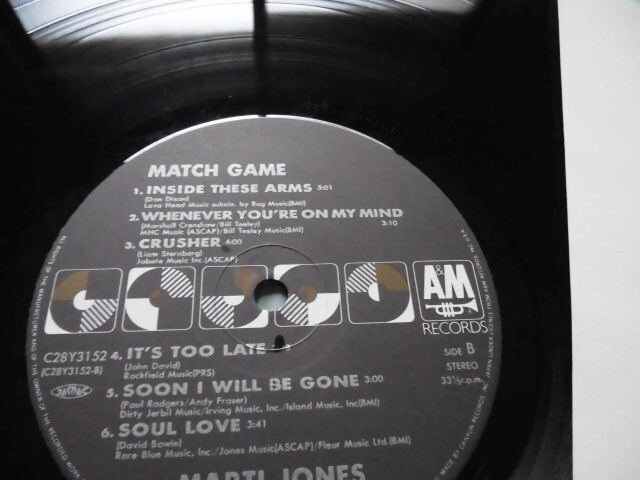 MATCH GAME
1. INSIDE THESE ARMS 5:01
(Don Dixon)
Lava Head Music admin. by Bug Music(BMI)
2. WHENEVER YOU'RE ON MY MIND
(Marshall Crenshaw/Bill Teeley) 3:10
MHC Music (ASCAP)/Bill Teeley Music(BMI)
3. CRUSHER 4:00
(Liam Sternberg)
Jobete Music Inc.(ASCAP)
A&M
RECORDS
C28Y3152 4. IT'S TOO LATE
(C28Y3152-B) (John David)
Rockfield Music(PRS)
SIDE B
STEREO
33⅓r.p.m.
5. SOON I WILL BE GONE 3:00
(Paul Rodgers/Andy Fraser)
Dirty Jerbil Music/Irving Music, Inc./Island Music, Inc(BMI)
6. SOUL LOVE 3:41
(David Bowie)
Rare Blue Music, Inc./Jones Music(ASCAP)/Fleur Music Ltd.(BMI)
MARTI JONES